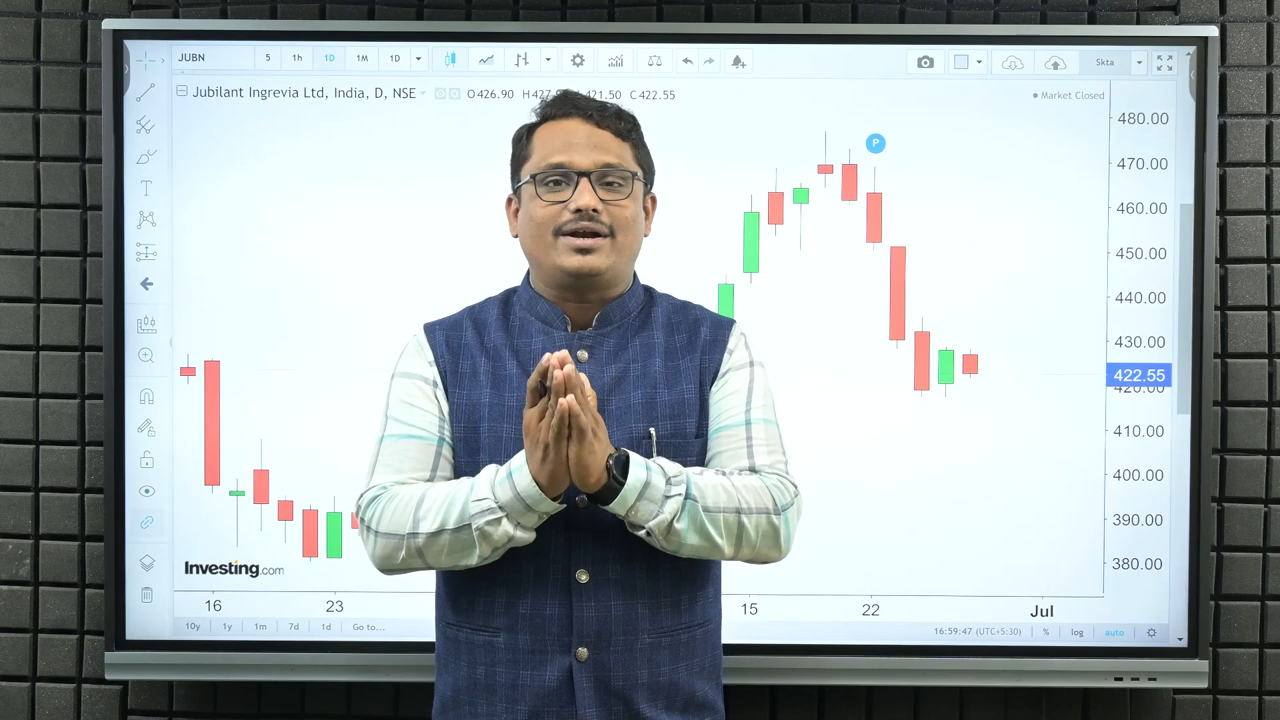 JUBN 5 1h 1D 1M 1D Skta
Jubilant Ingrevia Ltd, India, D, NSE O426.90 421.50 C422.55
Market Closed
480.00
P
470.00
460.00
450.00
440.00
430.00
422.55
410.00
400.00
390.00
380.00
Investing.com
16 23 15 22 Jul
10y 1y 1m 7d 1d Go to... 16:59:47 (UTC+5:30) % log auto